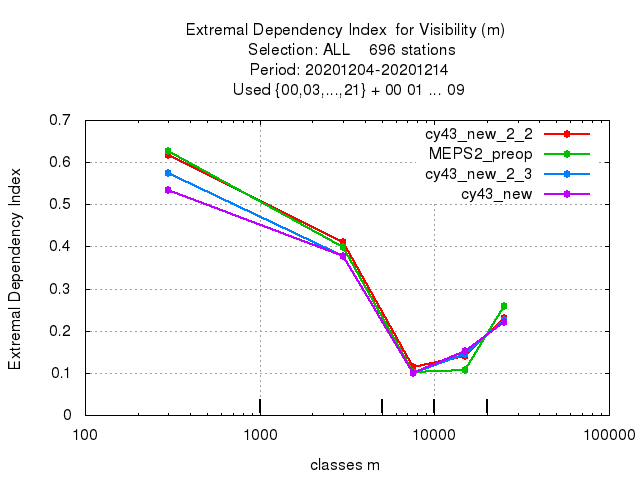 Extremal Dependency Index  for Visibility (m)
Selection: ALL    696 stations
Period: 20201204-20201214
Used {00,03,...,21} + 00 01 ... 09
Extremal Dependency Index
0.7
0.6
0.5
0.4
0.3
0.2
0.1
0
cy43_new_2_2
MEPS2_preop
cy43_new_2_3
cy43_new
100 1000 10000 100000
classes m